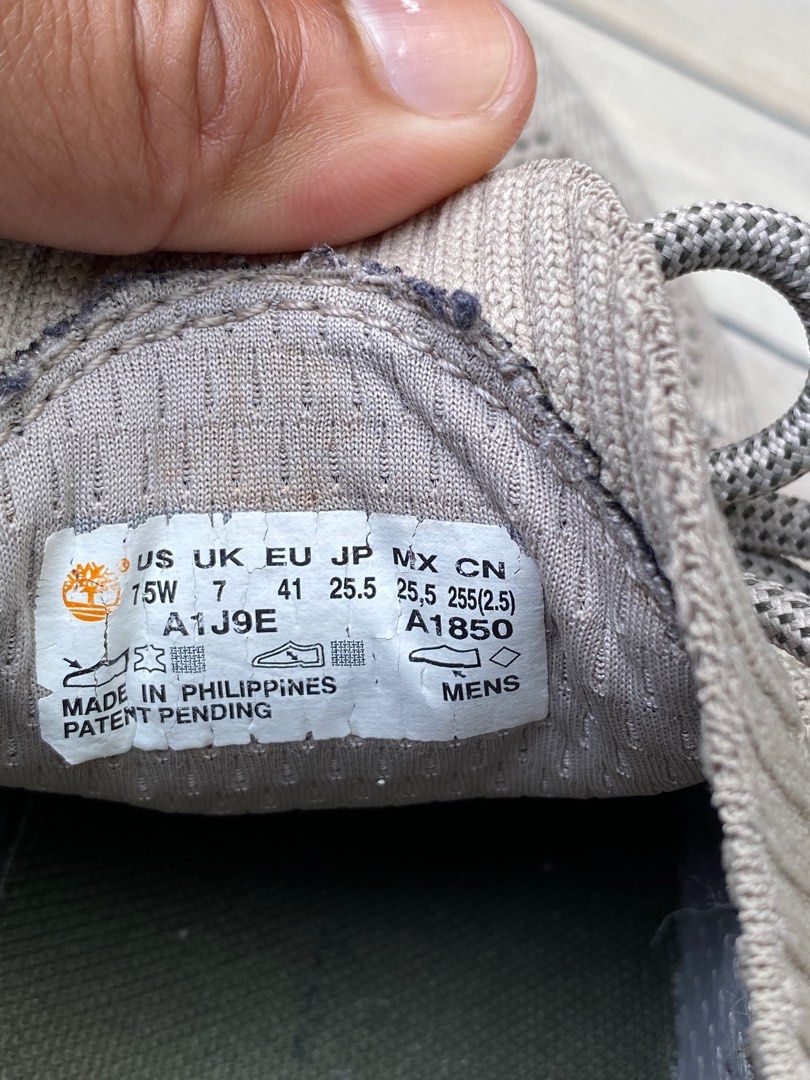 ® US UK EU JP MX CN
7.5W 7 41 25.5 25,5 255(2.5)
A1J9E A1850
MADE IN PHILIPPINES MENS
PATENT PENDING